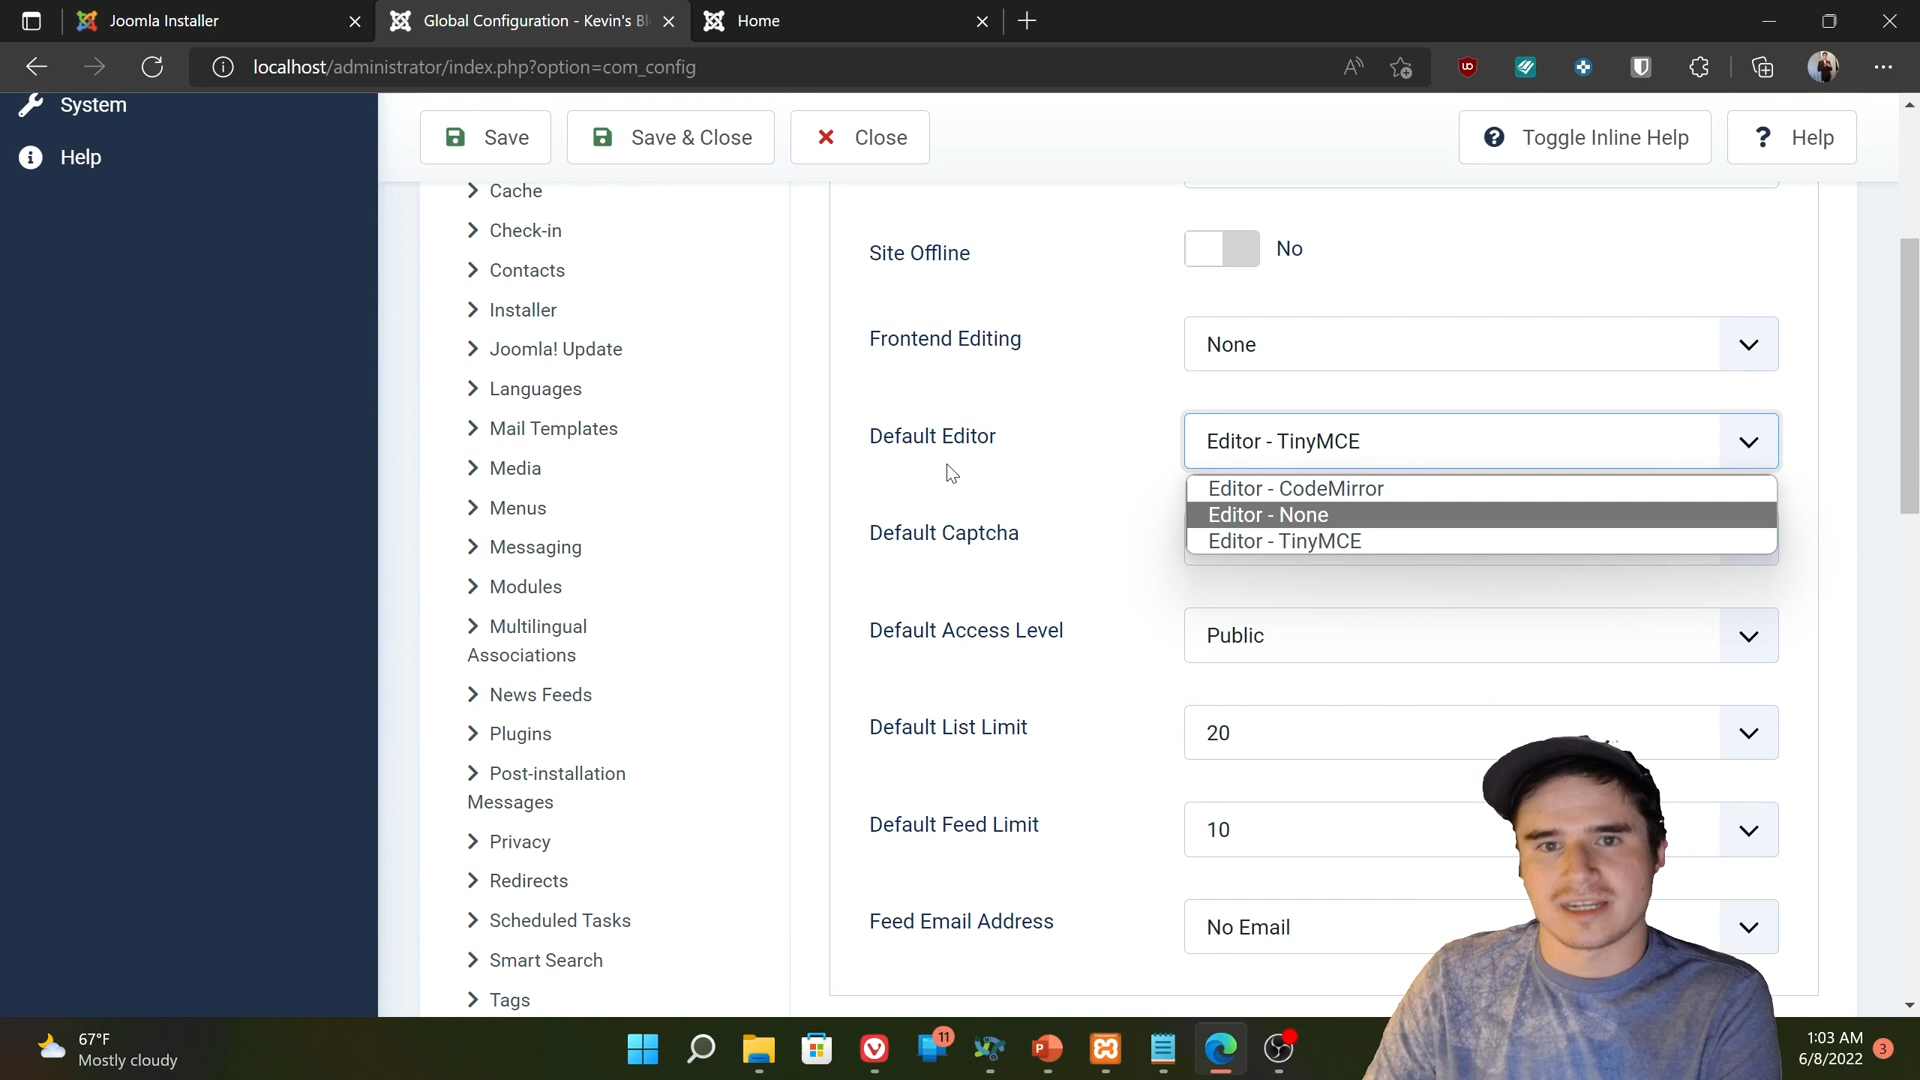 Joomla Installer
Global Configuration - Kevin's Bl
Home
localhost/administrator/index.php?option=com_config
System
Help
Save
Save & Close
Close
Toggle Inline Help
? Help
Cache
Check-in
Contacts
Installer
Joomla! Update
Languages
Mail Templates
Media
Menus
Messaging
Modules
Multilingual
Associations
News Feeds
Plugins
Post-installation
Messages
Privacy
Redirects
Scheduled Tasks
Smart Search
Tags
Site Offline
No
Frontend Editing
None
Default Editor
Editor - TinyMCE
Editor - CodeMirror
Editor - None
Editor - TinyMCE
Default Captcha
Default Access Level
Public
Default List Limit
20
Default Feed Limit
10
Feed Email Address
No Email
67°F
Mostly cloudy
11
1:03 AM
6/8/2022
3